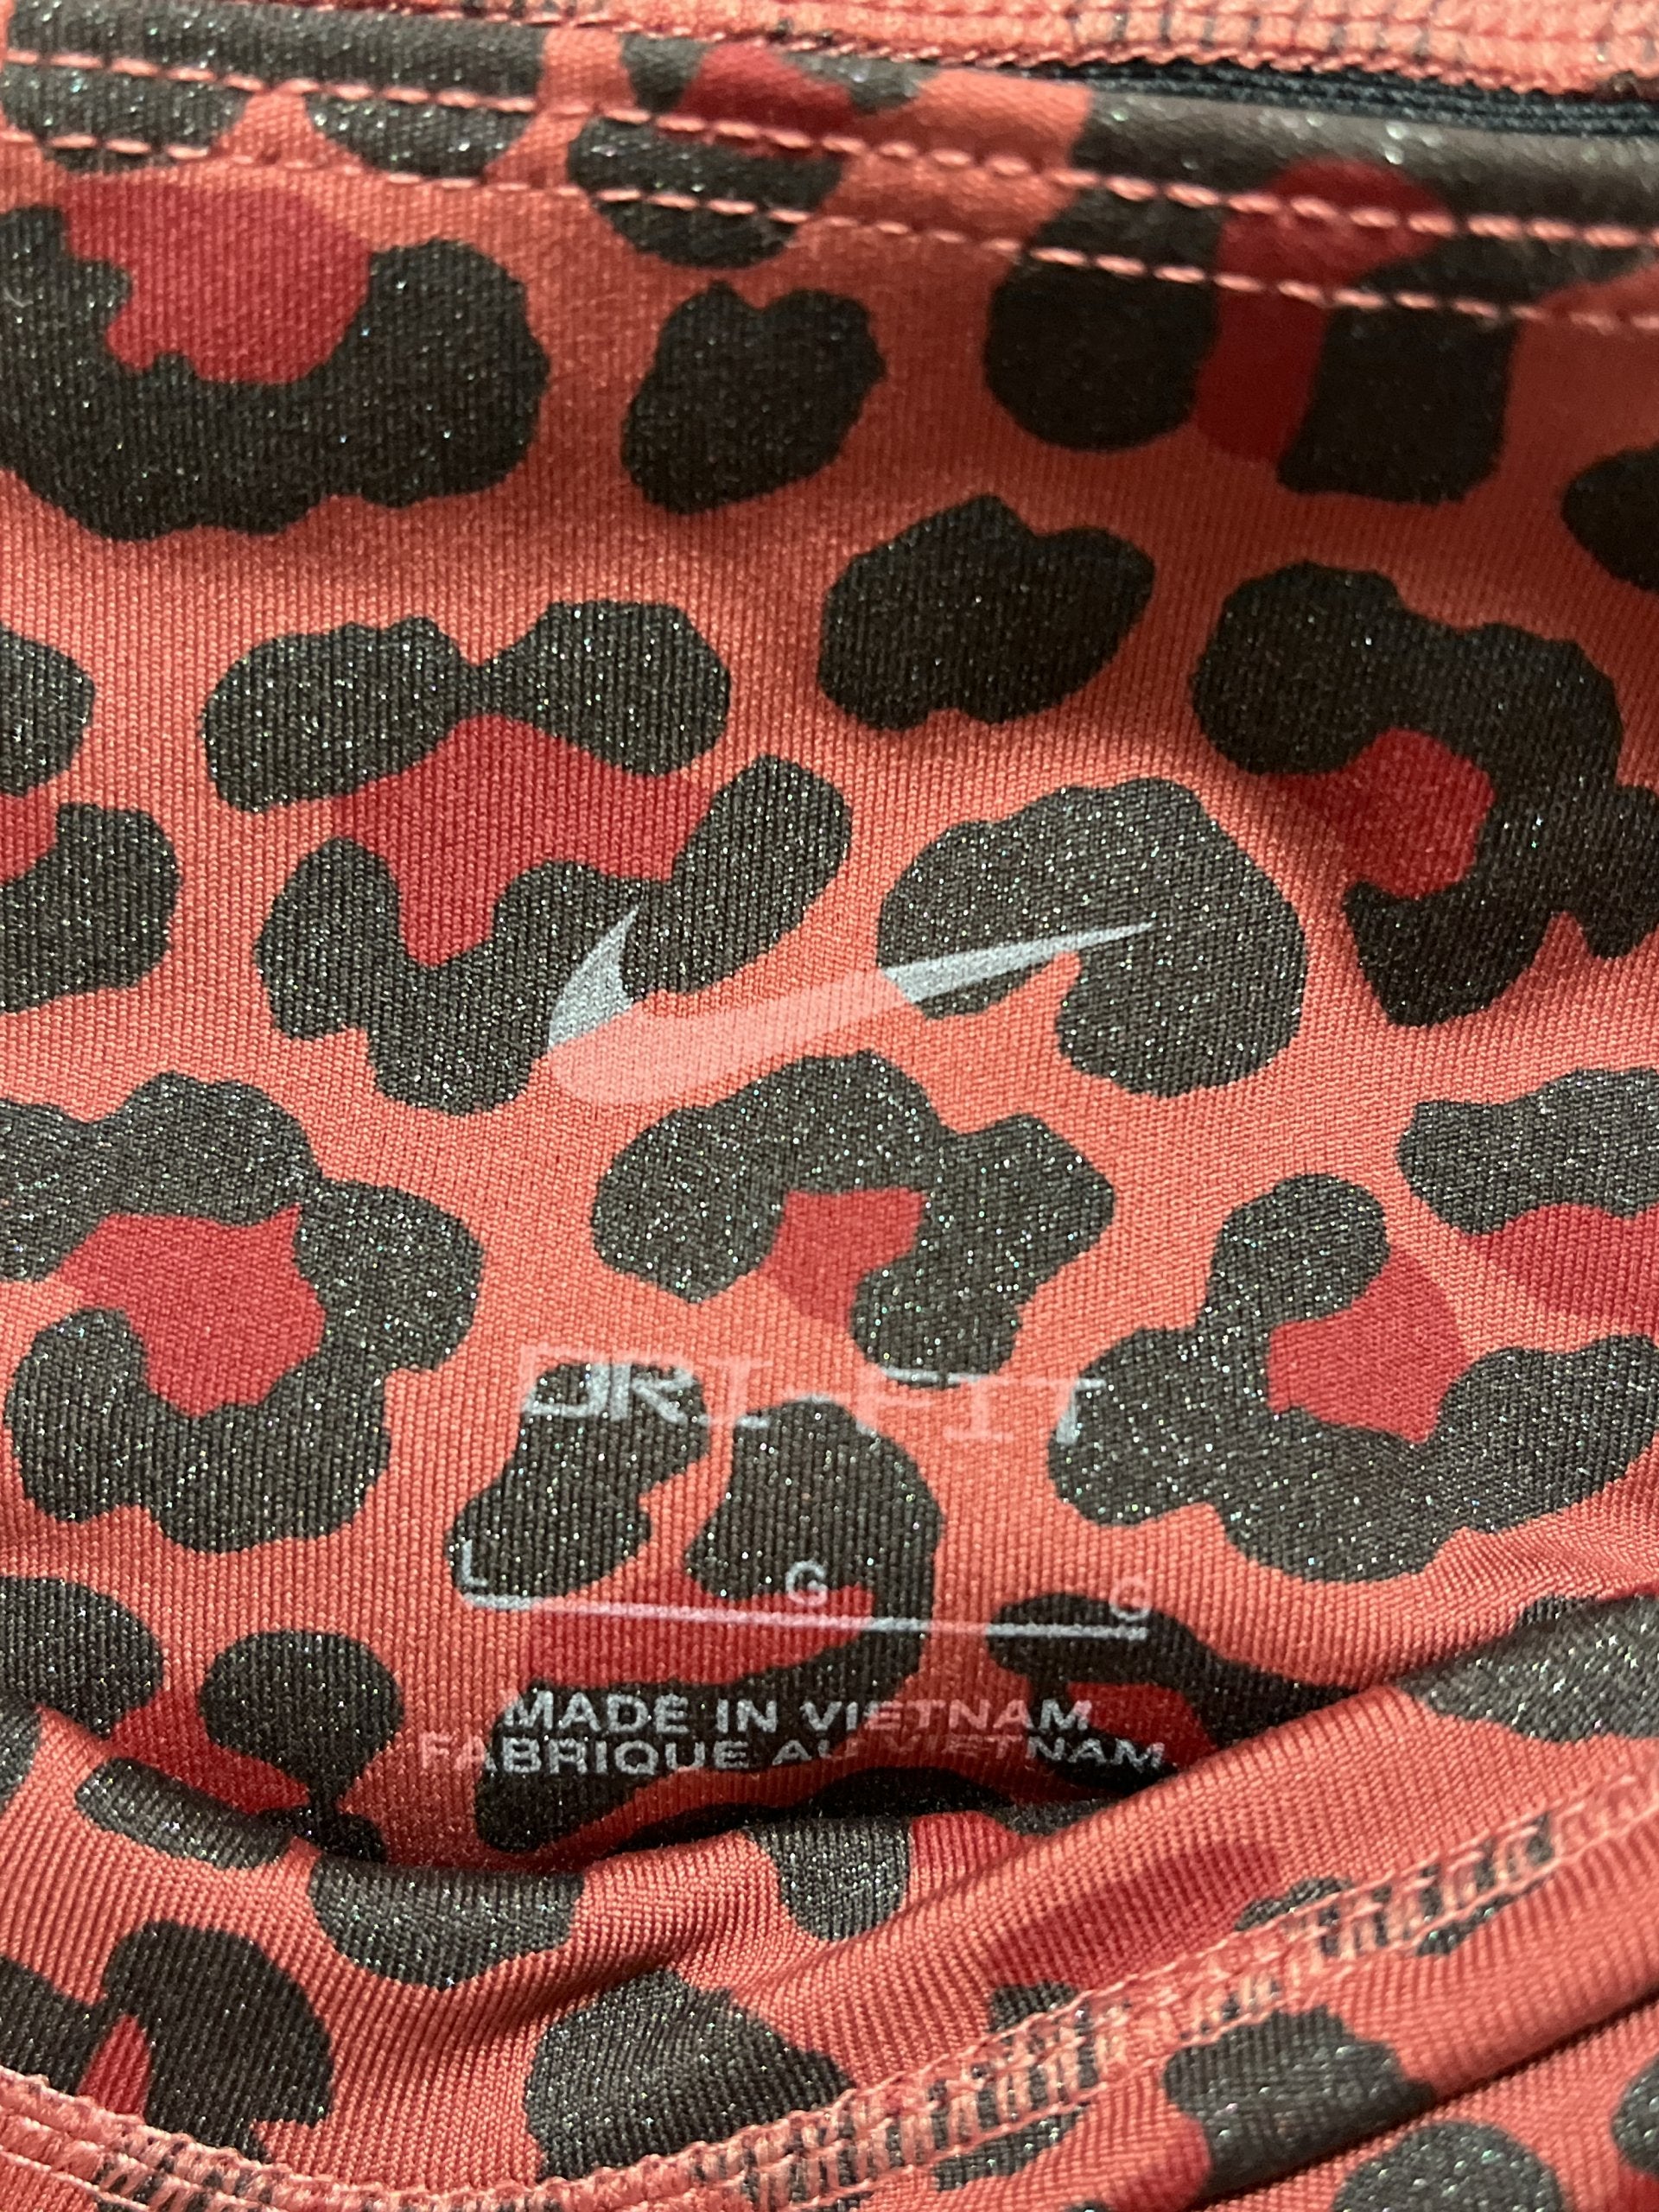 DRI-FIT
L G G
MADE IN VIETNAM
FABRIQUE AU VIETNAM